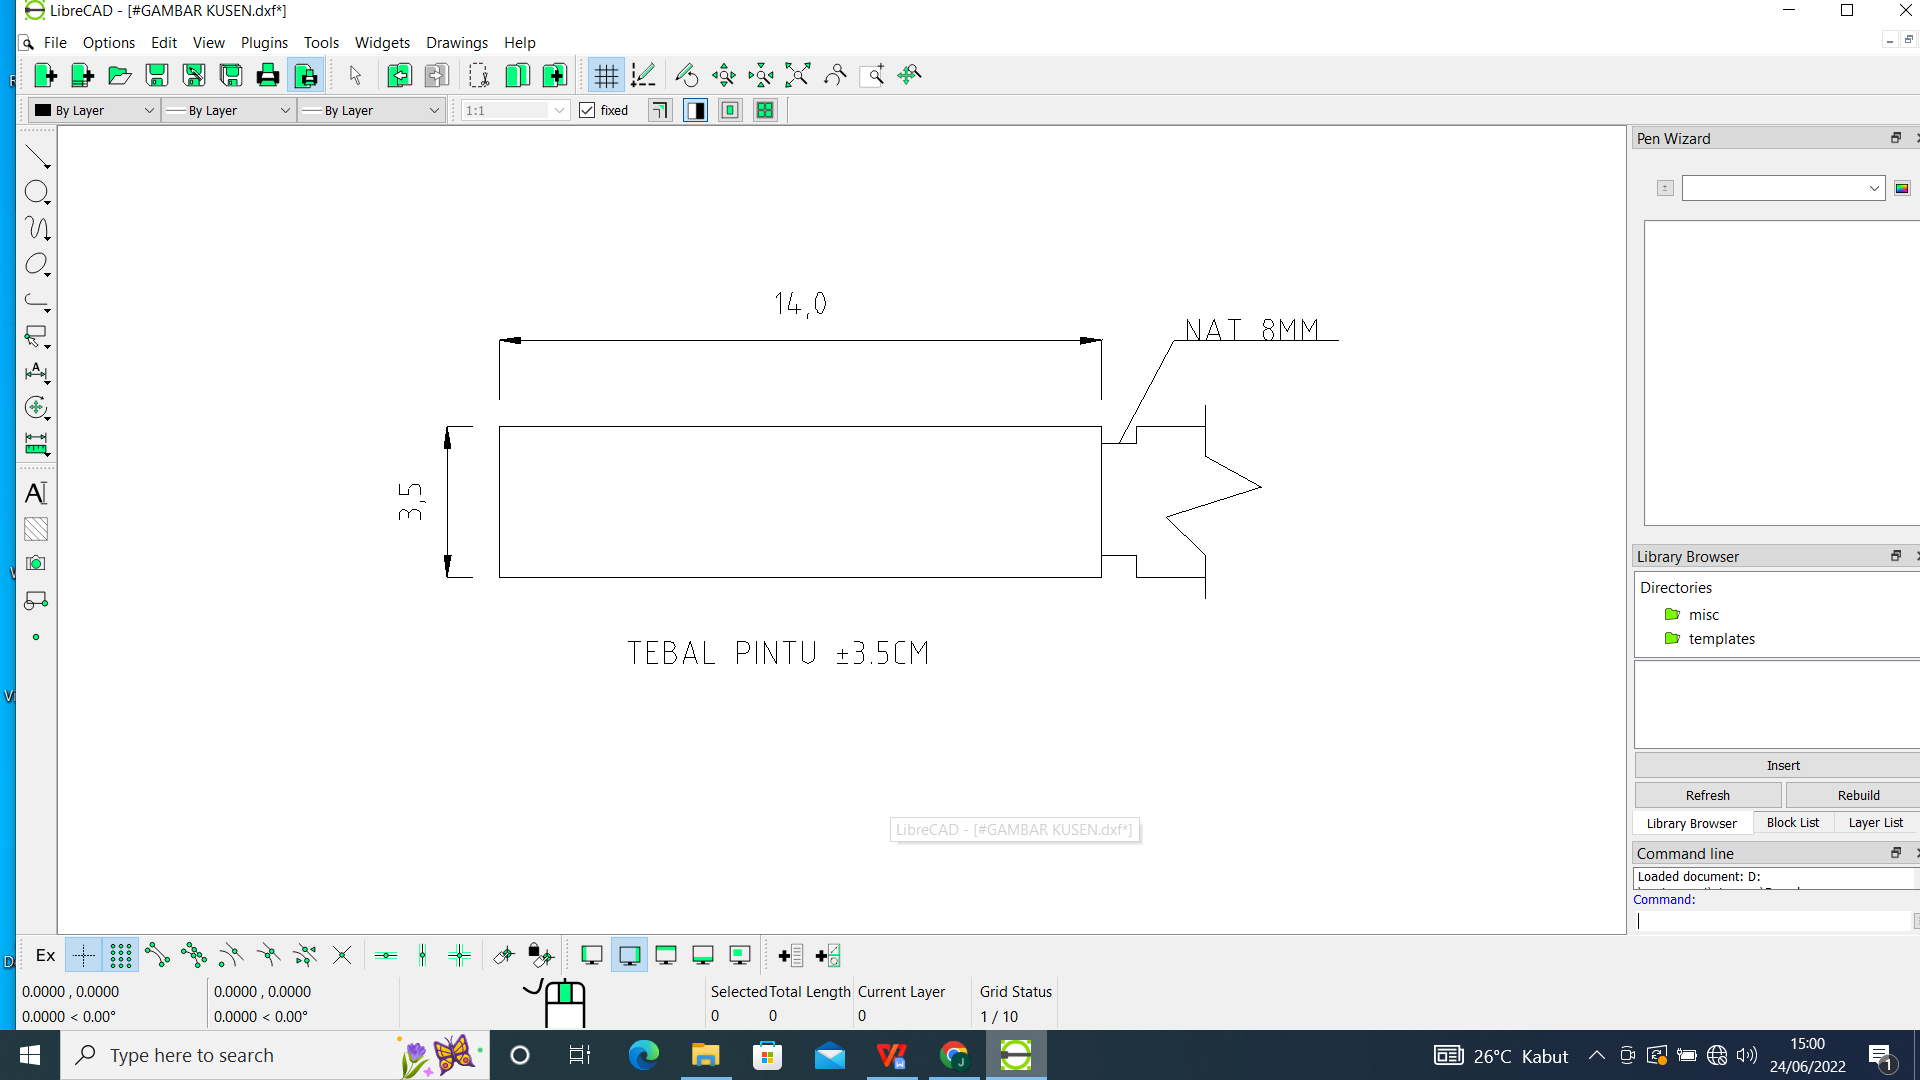 LibreCAD - [#GAMBAR KUSEN.dxf*]
File Options Edit View Plugins Tools Widgets Drawings Help
By Layer By Layer By Layer 1:1 fixed
Pen Wizard
14,0
NAT 8MM
3,5
TEBAL PINTU ±3.5CM
LibreCAD - [#GAMBAR KUSEN.dxf*]
Library Browser
Directories
misc
templates
Insert
Refresh Rebuild
Library Browser Block List Layer List
Command line
Loaded document: D:
Command:
Ex
0.0000 , 0.0000 0.0000 , 0.0000 Selected Total Length Current Layer Grid Status
0.0000 < 0.00° 0.0000 < 0.00° 0 0 0 1 / 10
Type here to search
26°C Kabut
15:00
24/06/2022
1